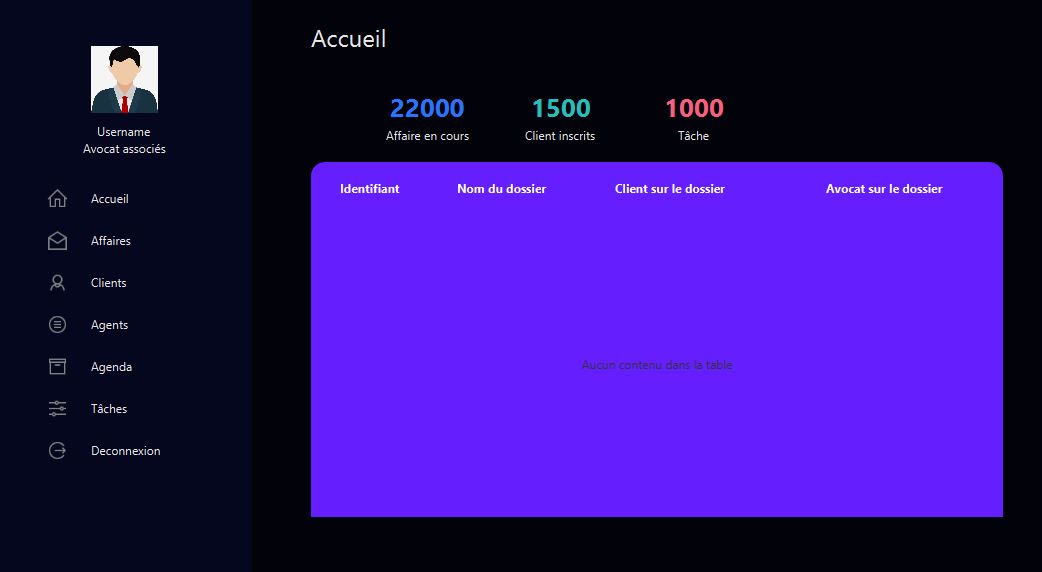 Username
Avocat associés
Accueil
Affaires
Clients
Agents
Agenda
Tâches
Deconnexion
Accueil
22000
Affaire en cours
1500
Client inscrits
1000
Tâche
Identifiant Nom du dossier Client sur le dossier Avocat sur le dossier
Aucun contenu dans la table